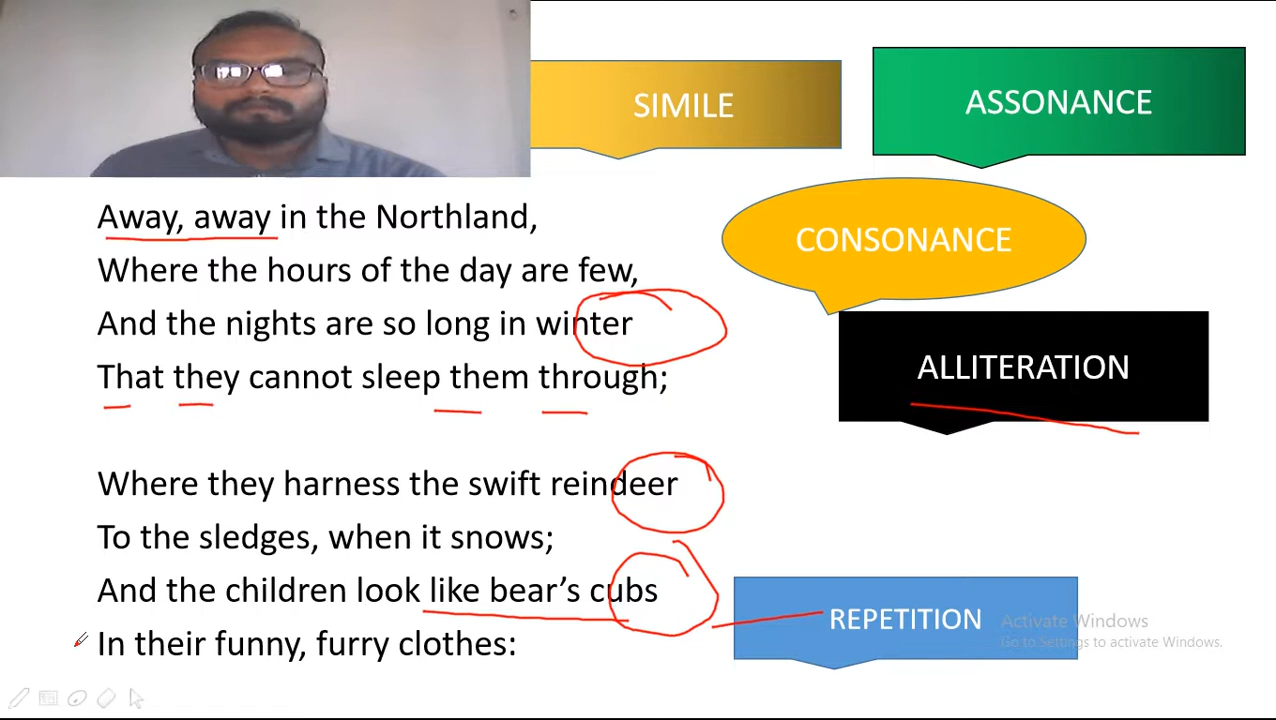 SIMILE
ASSONANCE
CONSONANCE
ALLITERATION
Away, away in the Northland,
Where the hours of the day are few,
And the nights are so long in winter
That they cannot sleep them through;
Where they harness the swift reindeer
To the sledges, when it snows;
And the children look like bear’s cubs
In their funny, furry clothes:
REPETITION
Activate Windows
Go to Settings to activate Windows.